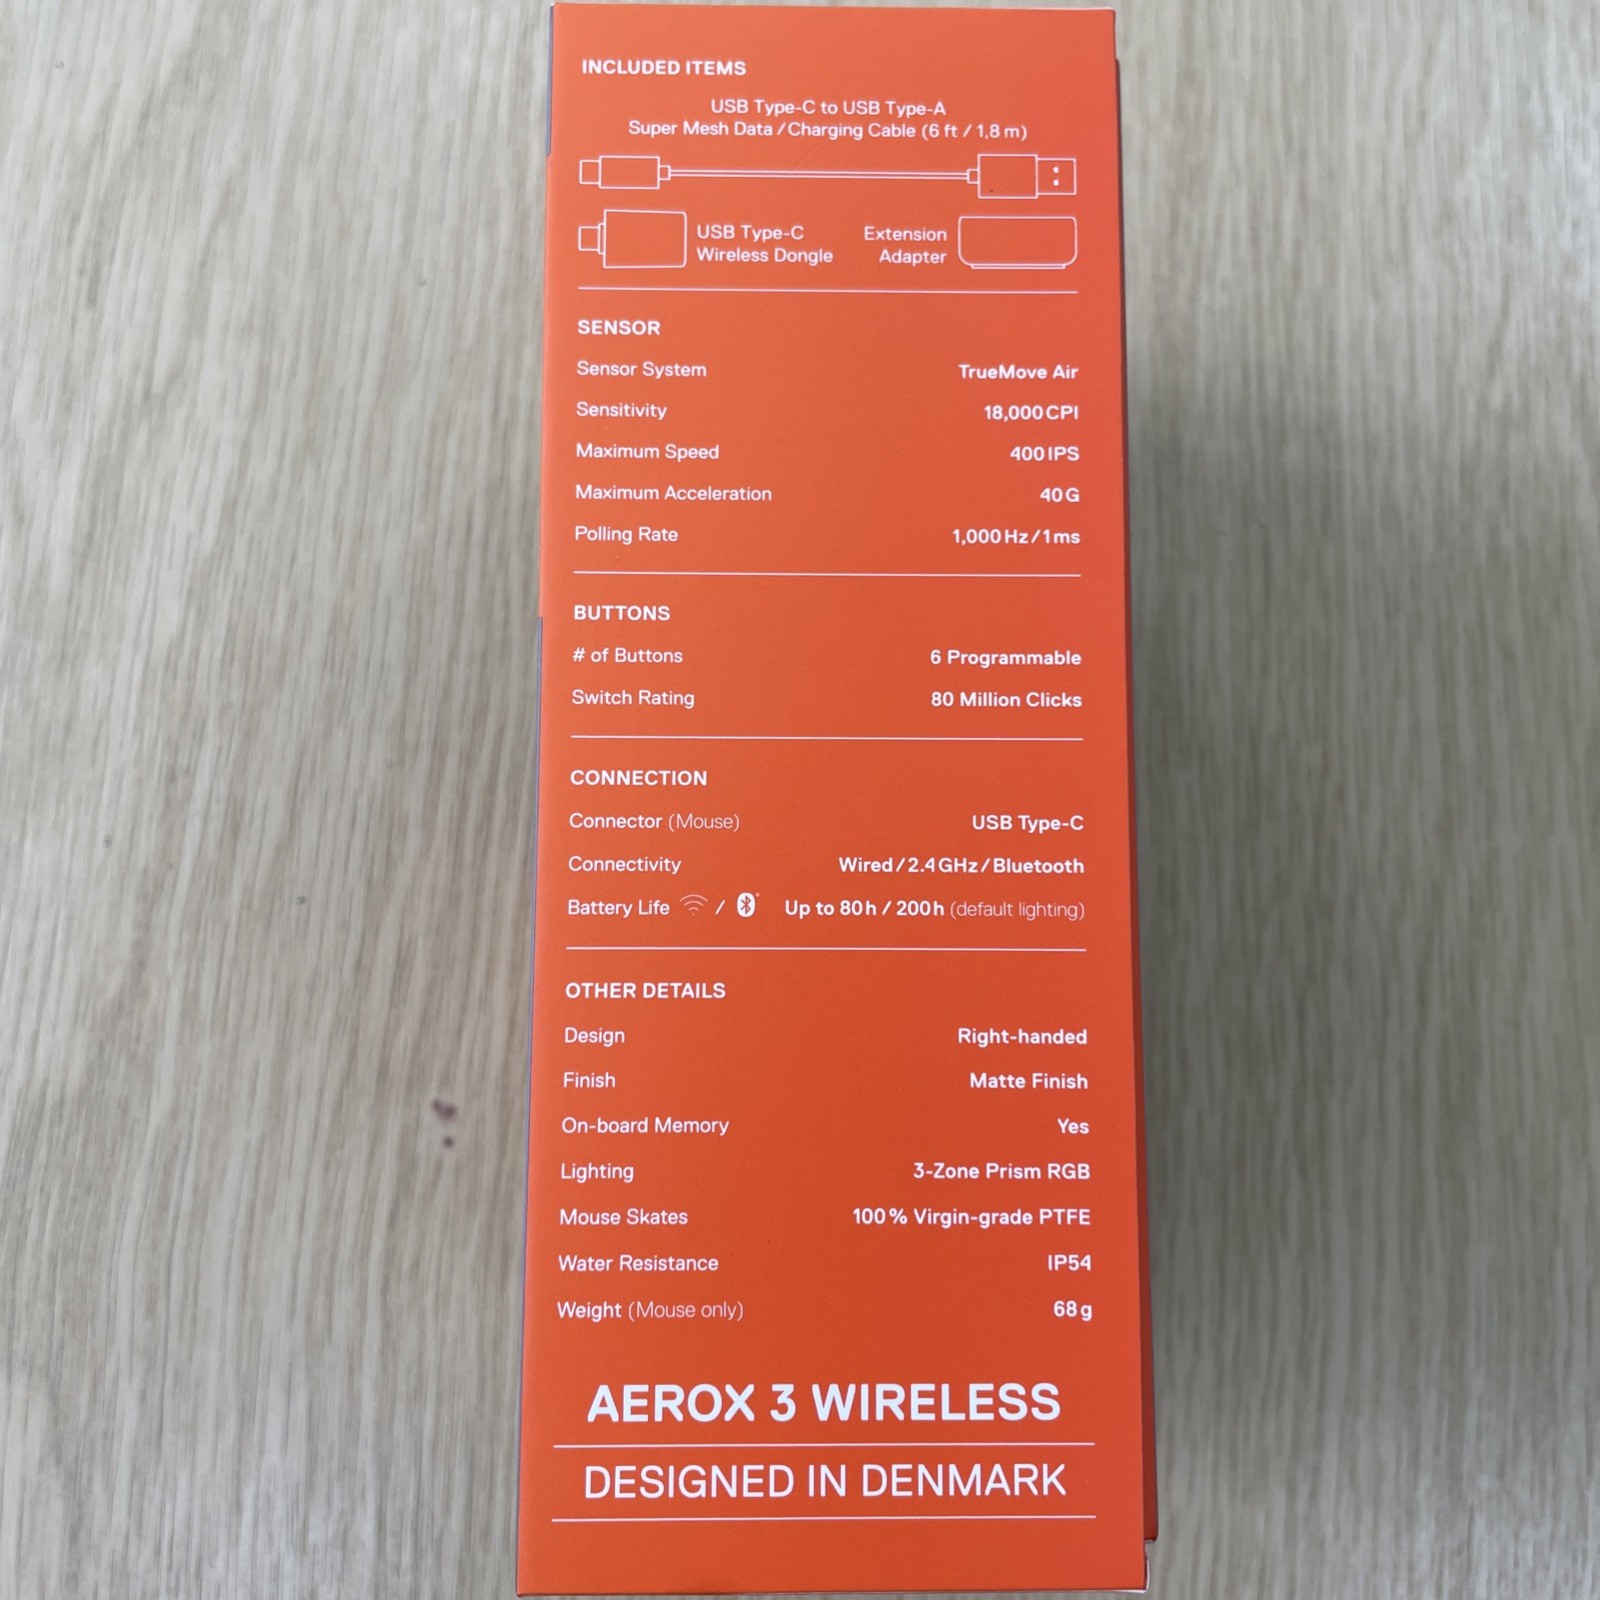 INCLUDED ITEMS
USB Type-C to USB Type-A
Super Mesh Data / Charging Cable (6 ft / 1,8 m)
USB Type-C
Wireless Dongle
Extension
Adapter
SENSOR
Sensor System TrueMove Air
Sensitivity 18,000 CPI
Maximum Speed 400 IPS
Maximum Acceleration 40 G
Polling Rate 1,000 Hz / 1 ms
BUTTONS
# of Buttons 6 Programmable
Switch Rating 80 Million Clicks
CONNECTION
Connector (Mouse) USB Type-C
Connectivity Wired / 2.4 GHz / Bluetooth
Battery Life / Up to 80 h / 200 h (default lighting)
OTHER DETAILS
Design Right-handed
Finish Matte Finish
On-board Memory Yes
Lighting 3-Zone Prism RGB
Mouse Skates 100 % Virgin-grade PTFE
Water Resistance IP54
Weight (Mouse only) 68 g
AEROX 3 WIRELESS
DESIGNED IN DENMARK